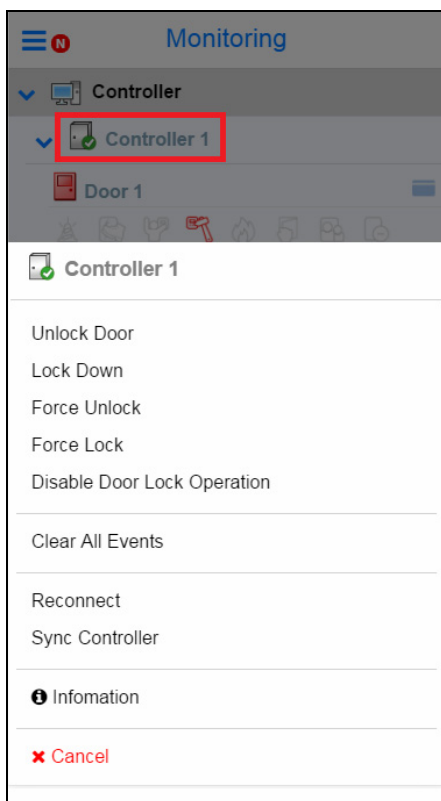 N Monitoring
Controller
Controller 1
Door 1
Controller 1
Unlock Door
Lock Down
Force Unlock
Force Lock
Disable Door Lock Operation
Clear All Events
Reconnect
Sync Controller
Infomation
Cancel